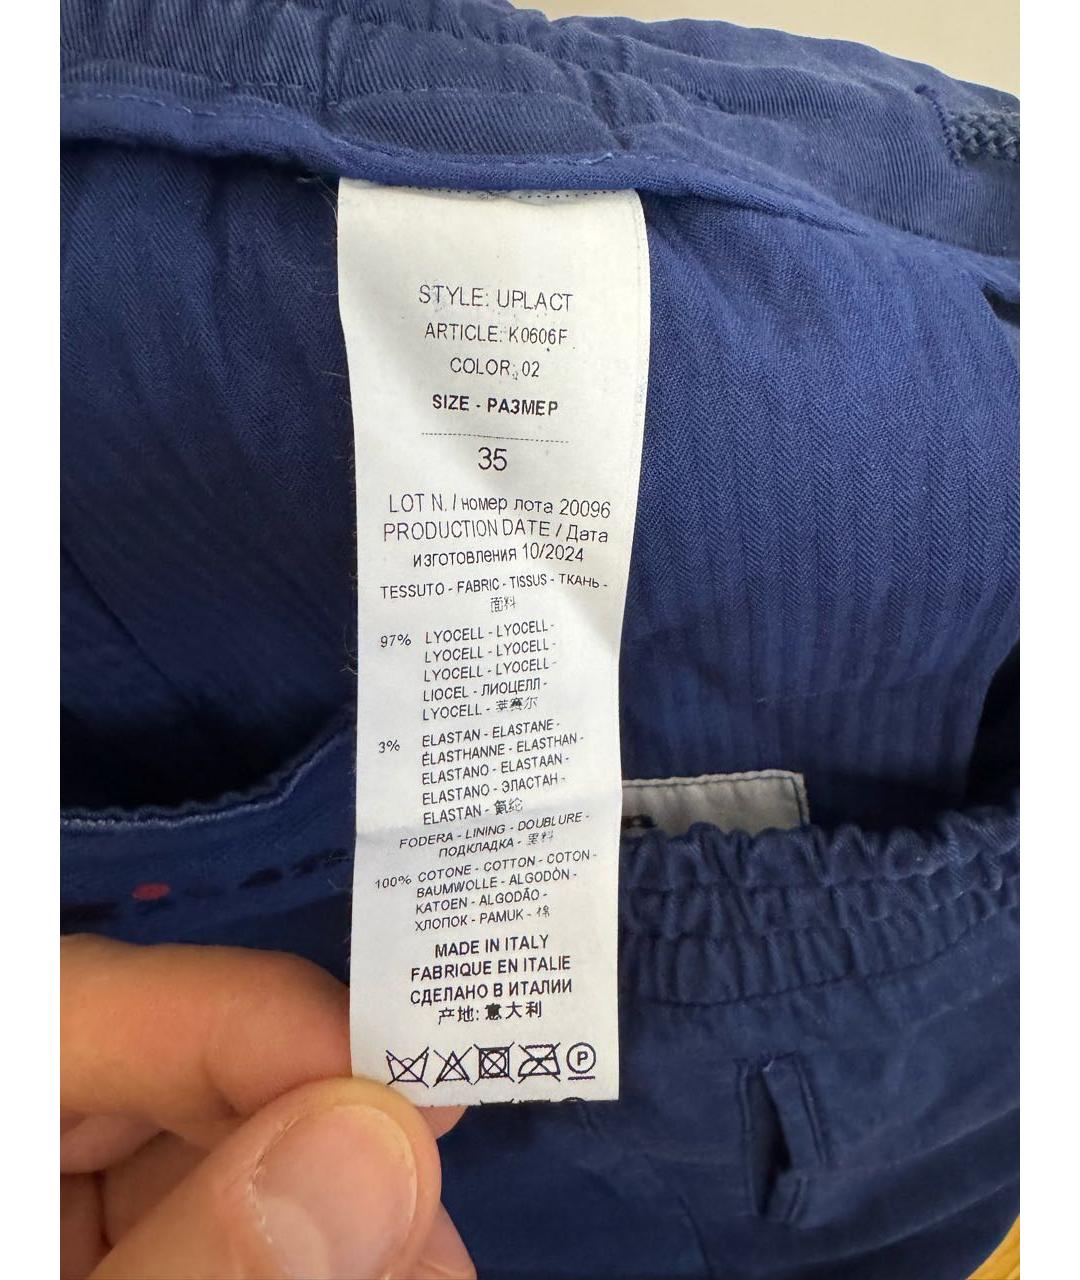 STYLE: UPLACT
ARTICLE: K0606F
COLOR: 02
SIZE - РАЗМЕР
35
LOT N. / номер лота 20096
PRODUCTION DATE / Дата
изготовления 10/2024
TESSUTO - FABRIC - TISSUS - ТКАНЬ -
面料
97% LYOCELL - LYOCELL -
LYOCELL - LYOCELL -
LYOCELL - LYOCELL -
LIOCEL - ЛИОЦЕЛЛ -
LYOCELL - 莱赛尔
3% ELASTAN - ELASTANE -
ÉLASTHANNE - ELASTHAN -
ELASTANO - ELASTAAN -
ELASTANO - ЭЛАСТАН -
ELASTAN - 氨纶
FODERA - LINING - DOUBLURE -
ПОДКЛАДКА - 里料
100% COTONE - COTTON - COTON -
BAUMWOLLE - ALGODÓN -
KATOEN - ALGODÃO -
ХЛОПОК - PAMUK - 棉
MADE IN ITALY
FABRIQUE EN ITALIE
СДЕЛАНО В ИТАЛИИ
产地: 意大利
P